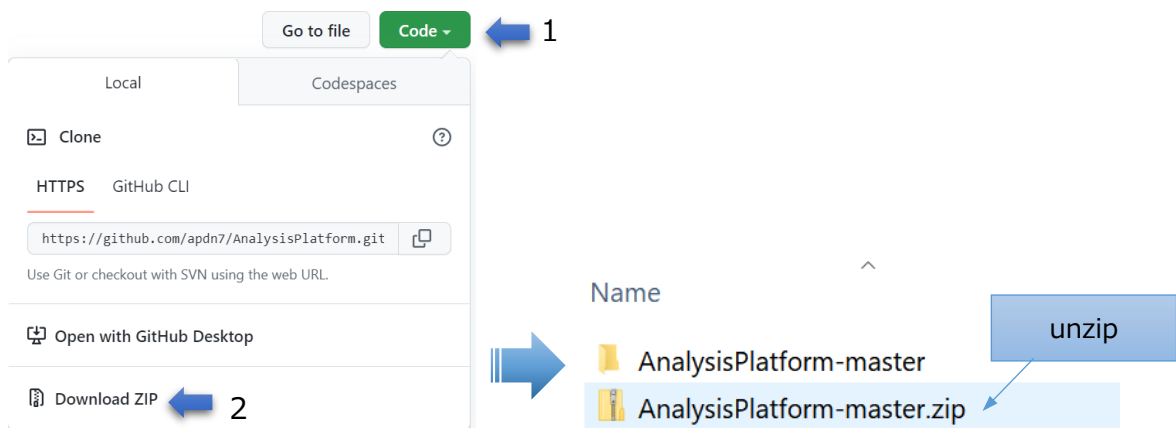 Go to file
Code
1
Local
Codespaces
Clone
HTTPS
GitHub CLI
https://github.com/apdn7/AnalysisPlatform.git
Use Git or checkout with SVN using the web URL.
Open with GitHub Desktop
Download ZIP
2
Name
unzip
AnalysisPlatform-master
AnalysisPlatform-master.zip